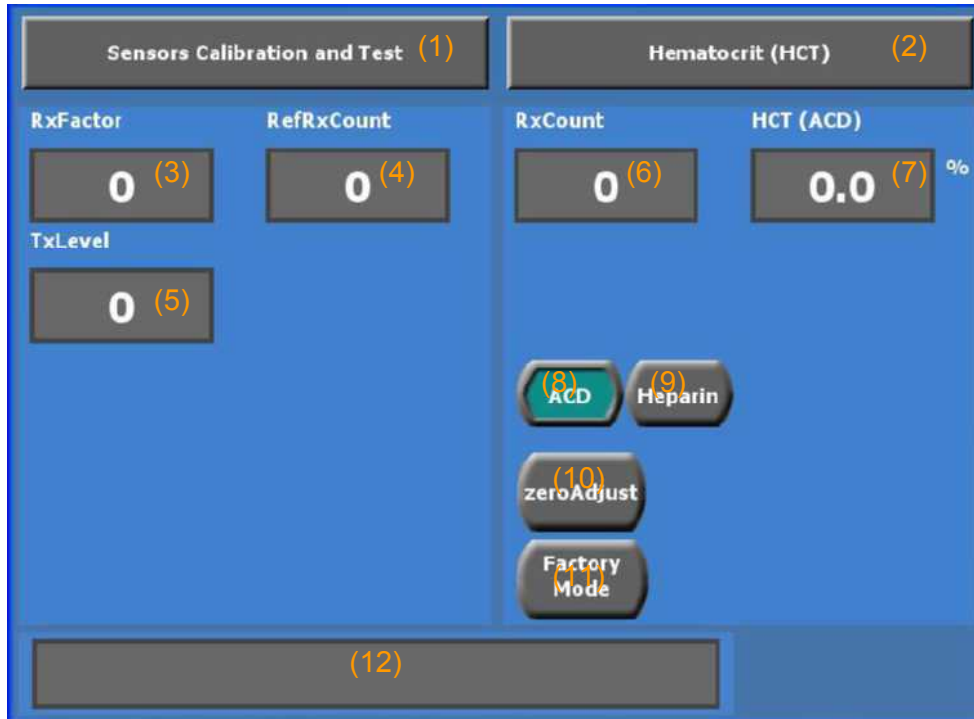 Sensors Calibration and Test (1)
Hematocrit (HCT) (2)
RxFactor
RefRxCount
RxCount
HCT (ACD)
0 (3)
0 (4)
0 (6)
0.0 (7) %
TxLevel
0 (5)
(8) ACD
(9) Heparin
(10)
zeroAdjust
Factory
(11)
Mode
(12)